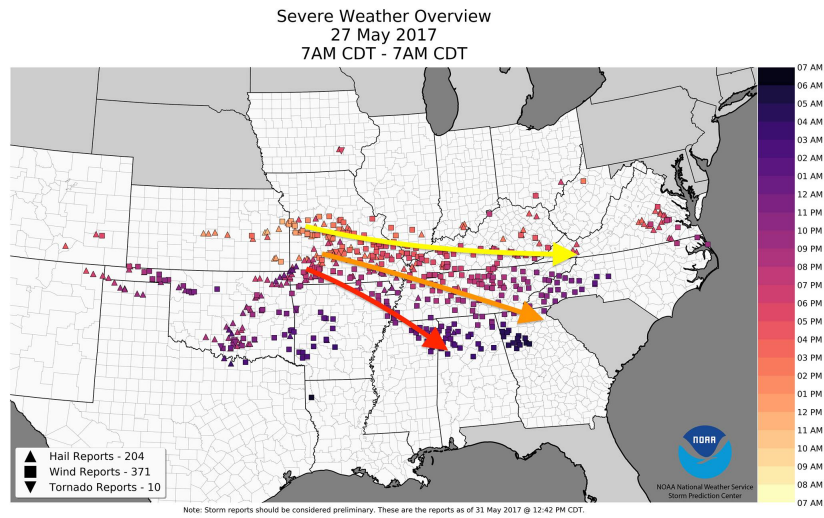 Severe Weather Overview
27 May 2017
7AM CDT - 7AM CDT
07 AM
06 AM
05 AM
04 AM
03 AM
02 AM
01 AM
12 AM
11 PM
10 PM
09 PM
08 PM
07 PM
06 PM
05 PM
04 PM
03 PM
02 PM
01 PM
12 PM
11 AM
10 AM
09 AM
08 AM
07 AM
Hail Reports - 204
Wind Reports - 371
Tornado Reports - 10
NOAA
NOAA National Weather Service
Storm Prediction Center
Note: Storm reports should be considered preliminary. These are the reports as of 31 May 2017 @ 12:42 PM CDT.